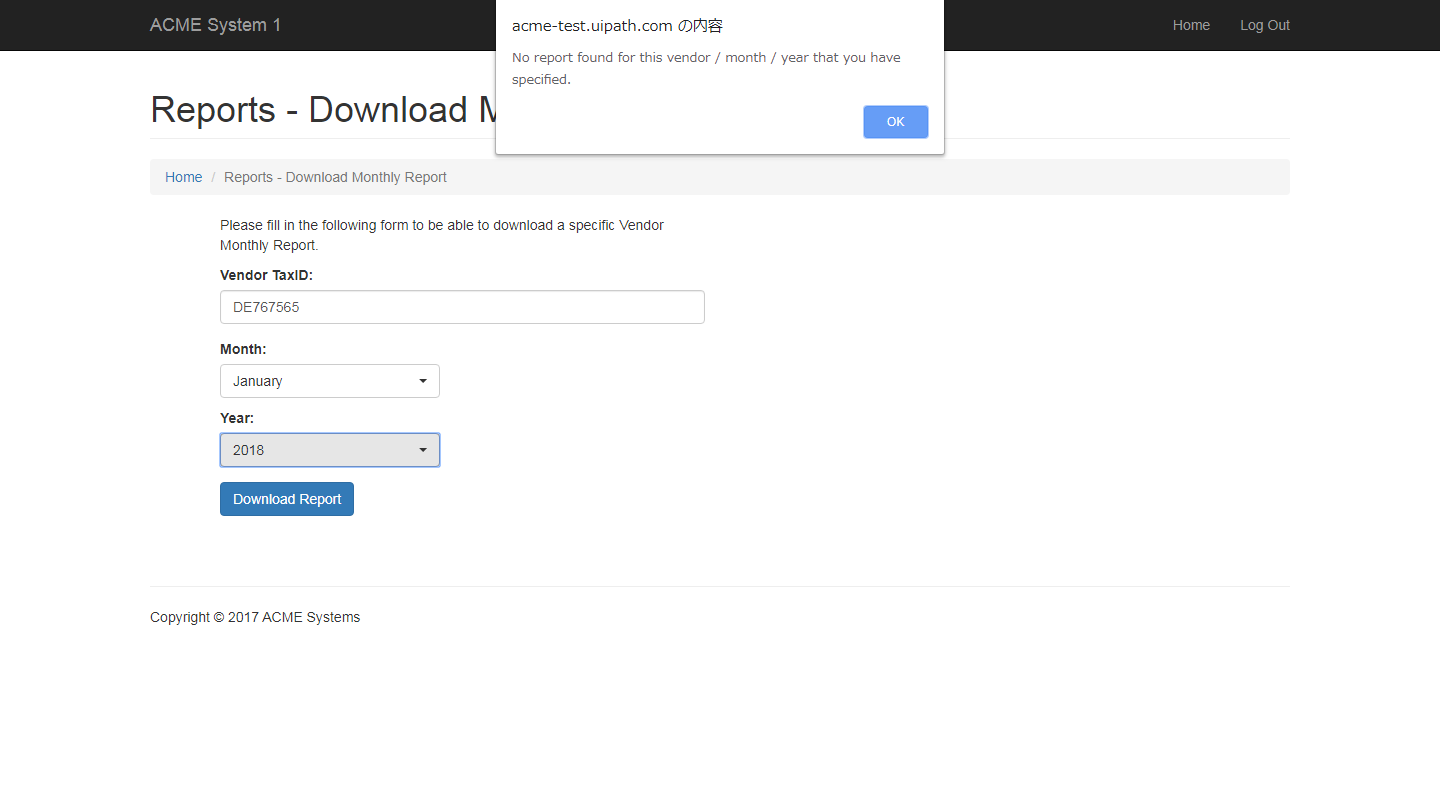 ACME System 1
Home
Log Out
acme-test.uipath.com の内容
No report found for this vendor / month / year that you have
specified.
OK
Reports - Download
Home / Reports - Download Monthly Report
Please fill in the following form to be able to download a specific Vendor
Monthly Report.
Vendor TaxID:
DE767565
Month:
January
Year:
2018
Download Report
Copyright © 2017 ACME Systems